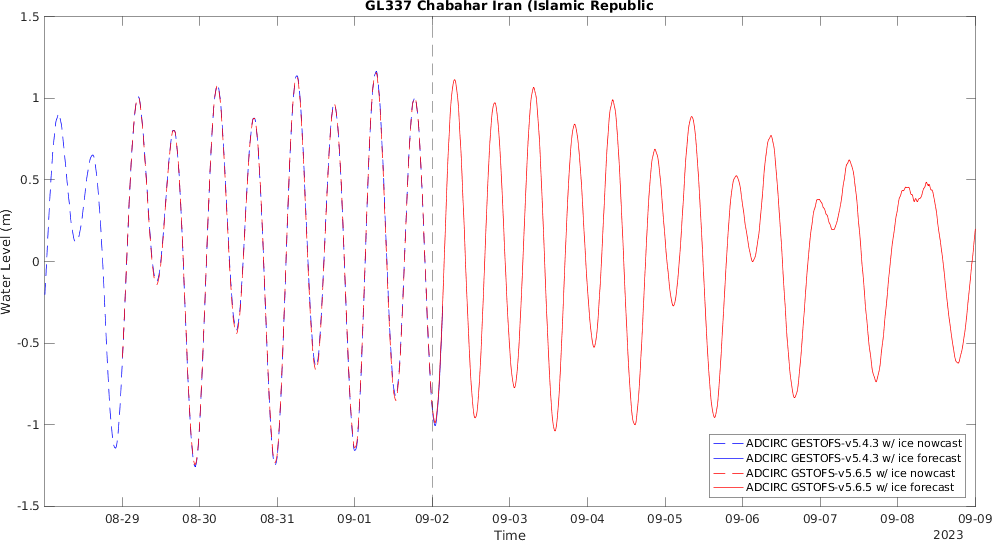 GL337 Chabahar Iran (Islamic Republic
1.5
1
0.5
0
-0.5
-1
-1.5
Water Level (m)
08-29 08-30 08-31 09-01 09-02 09-03 09-04 09-05 09-06 09-07 09-08 09-09
Time
2023
ADCIRC GESTOFS-v5.4.3 w/ ice nowcast
ADCIRC GSTOFS-v5.4.3 w/ ice forecast
ADCIRC GSTOFS-v5.6.5 w/ ice nowcast
ADCIRC GSTOFS-v5.6.5 w/ ice forecast